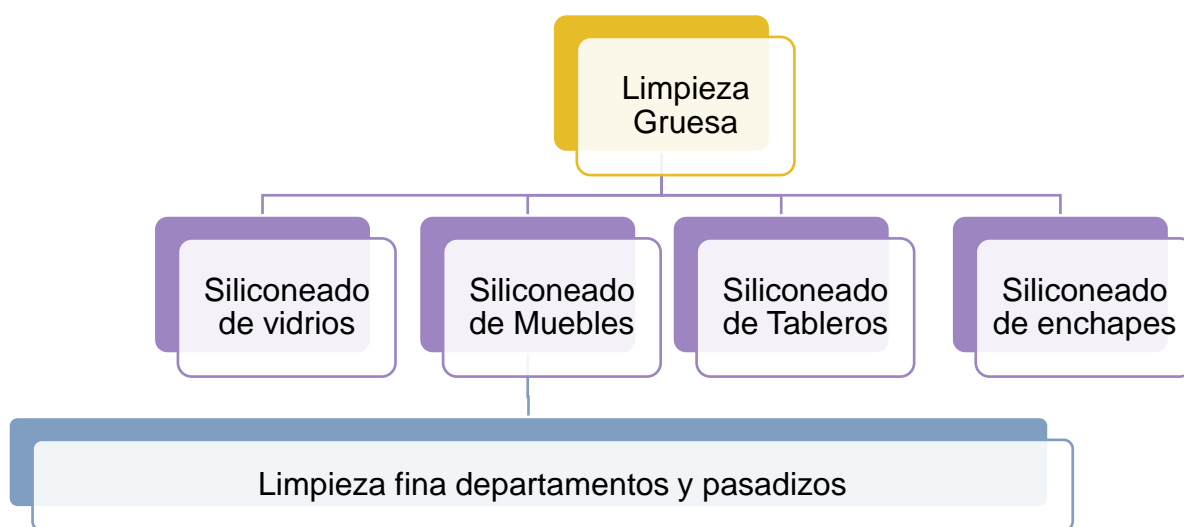 Limpieza
Gruesa
Siliconeado
de vidrios
Siliconeado
de Muebles
Siliconeado
de Tableros
Siliconeado
de enchapes
Limpieza fina departamentos y pasadizos